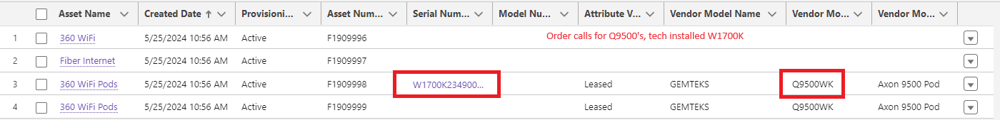 Asset Name Created Date Provisioni... Asset Num... Serial Num... Model Nu... Attribute V... Vendor Model Name Vendor Mo... Vendor Mo...
Order calls for Q9500's, tech installed W1700K
1 360 WiFi 5/25/2024 10:56 AM Active F1909996
2 Fiber Internet 5/25/2024 10:56 AM Active F1909997
3 360 WiFi Pods 5/25/2024 10:56 AM Active F1909998 W1700K234900... Leased GEMTEKS Q9500WK Axon 9500 Pod
4 360 WiFi Pods 5/25/2024 10:56 AM Active F1909999 Leased GEMTEKS Q9500WK Axon 9500 Pod